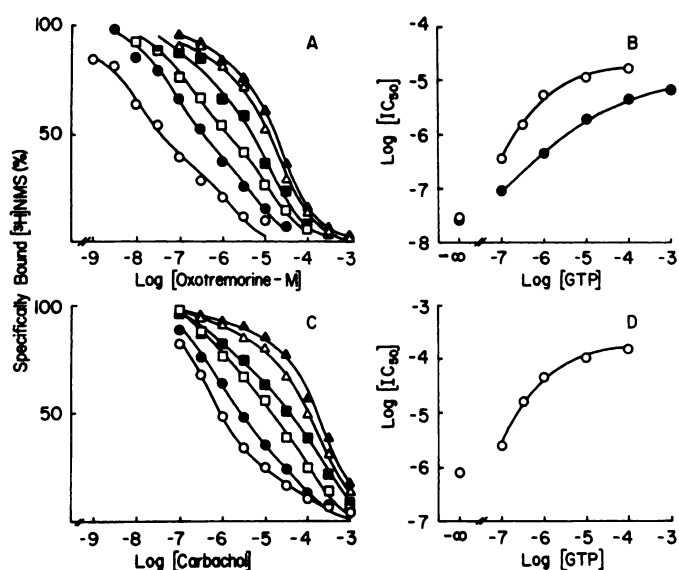 Specifically Bound [³H]NMS (%)
A
100
50
-9 -8 -7 -6 -5 -4 -3
Log [Oxotremorine-M]
B
Log [IC₅₀]
-4
-5
-6
-7
-8
-∞ -7 -6 -5 -4 -3
Log [GTP]
C
100
50
-9 -8 -7 -6 -5 -4 -3
Log [Carbachol]
D
Log [IC₅₀]
-3
-4
-5
-6
-7
-∞ -7 -6 -5 -4 -3
Log [GTP]